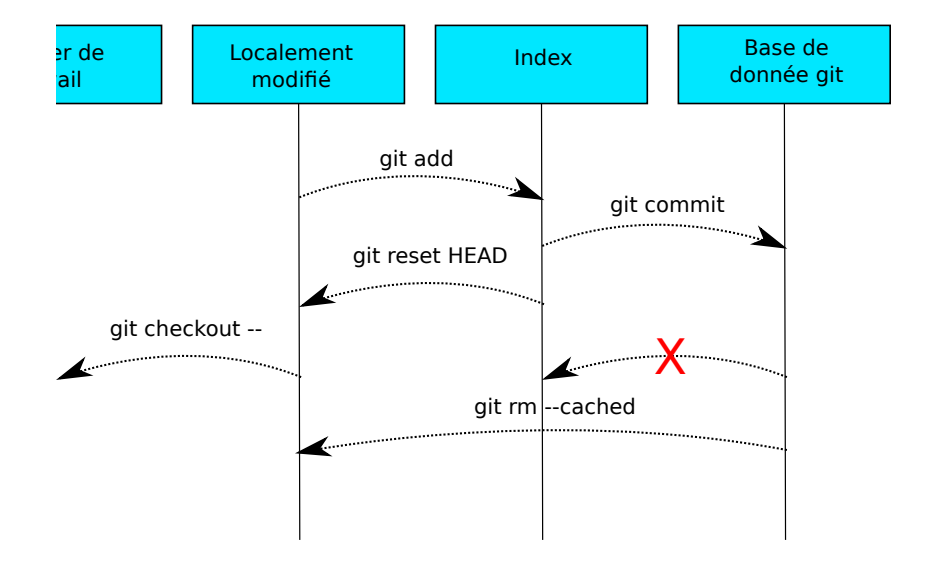 er de
ail
Localement
modifié
Index
Base de
donnée git
git add
git commit
git reset HEAD
git checkout --
X
git rm --cached